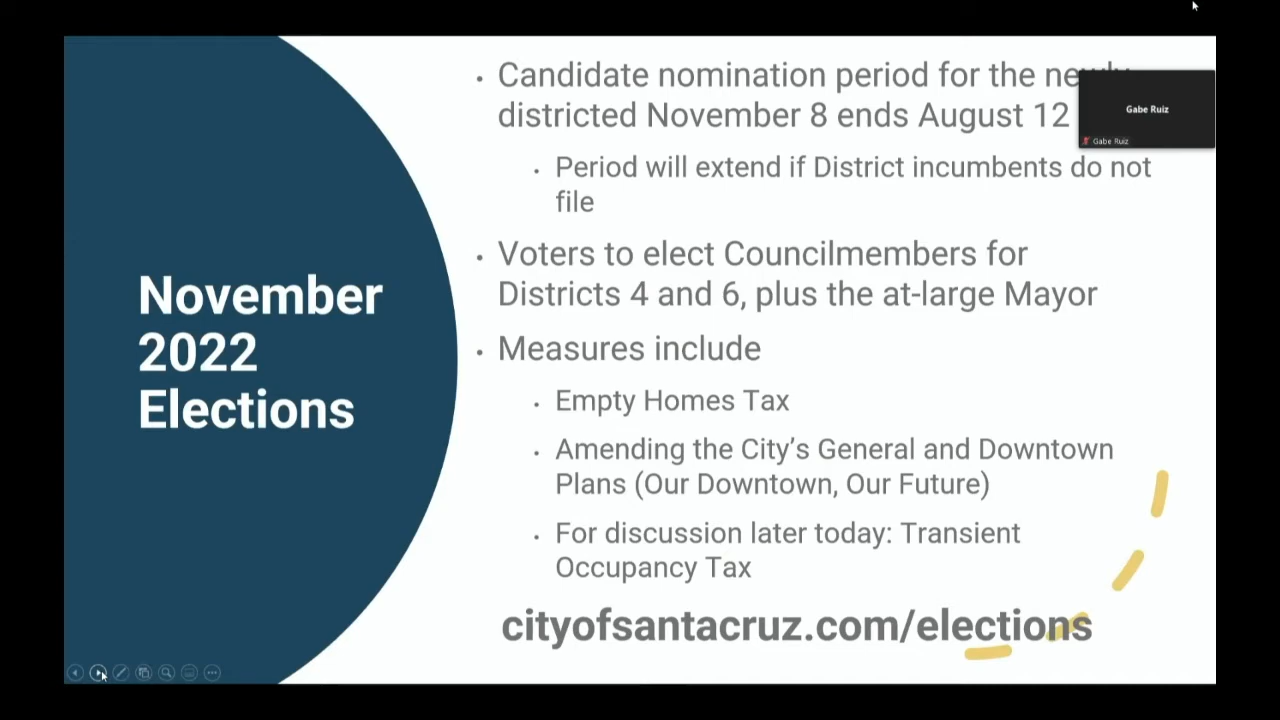 November
2022
Elections
• Candidate nomination period for the newly
districted November 8 ends August 12
• Period will extend if District incumbents do not
file
• Voters to elect Councilmembers for
Districts 4 and 6, plus the at-large Mayor
• Measures include
• Empty Homes Tax
• Amending the City’s General and Downtown
Plans (Our Downtown, Our Future)
• For discussion later today: Transient
Occupancy Tax
cityofsantacruz.com/elections
Gabe Ruiz
Gabe Ruiz